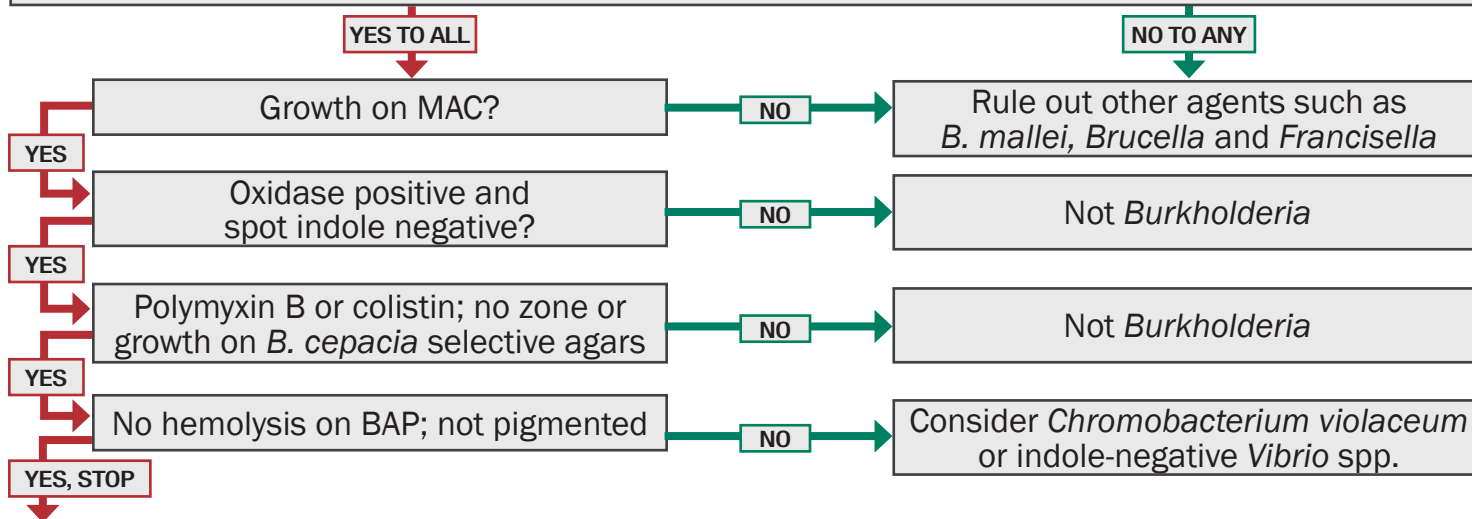 YES TO ALL
NO TO ANY
Growth on MAC?
NO
Rule out other agents such as
B. mallei, Brucella and Francisella
YES
Oxidase positive and
spot indole negative?
NO
Not Burkholderia
YES
Polymyxin B or colistin; no zone or
growth on B. cepacia selective agars
NO
Not Burkholderia
YES
No hemolysis on BAP; not pigmented
NO
Consider Chromobacterium violaceum
or indole-negative Vibrio spp.
YES, STOP